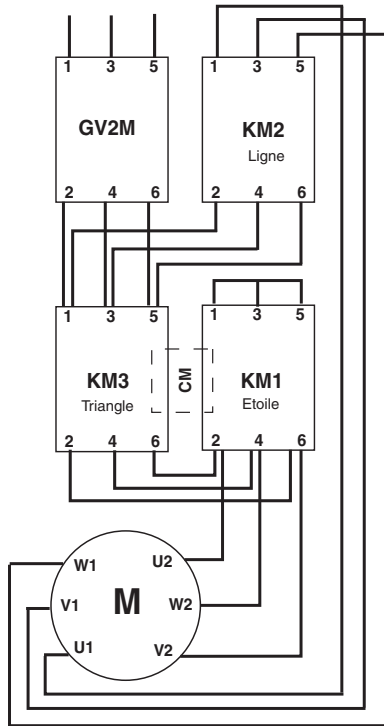 1 3 5
GV2M
2 4 6
1 3 5
KM2
Ligne
2 4 6
1 3 5
KM3
Triangle
2 4 6
CM
1 3 5
KM1
Etoile
2 4 6
W1
U2
V1
M
W2
U1
V2